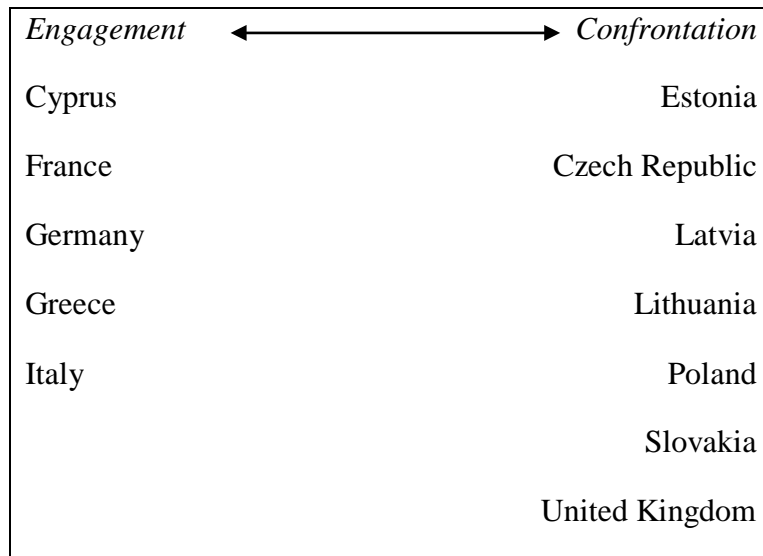 Engagement Confrontation
Cyprus Estonia
France Czech Republic
Germany Latvia
Greece Lithuania
Italy Poland
Slovakia
United Kingdom